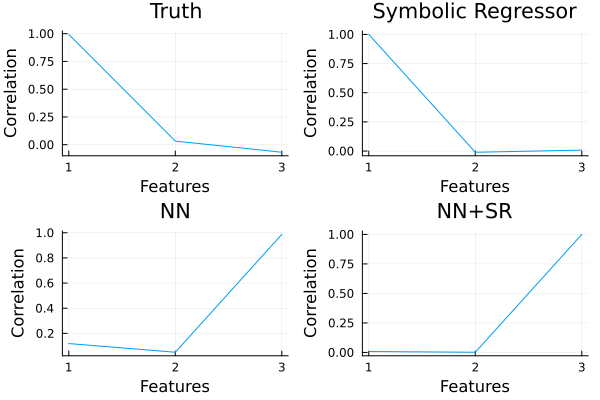 Truth
Correlation
1.00
0.75
0.50
0.25
0.00
1 2 3
Features
Symbolic Regressor
Correlation
1.00
0.75
0.50
0.25
0.00
1 2 3
Features
NN
Correlation
1.0
0.8
0.6
0.4
0.2
1 2 3
Features
NN+SR
Correlation
1.00
0.75
0.50
0.25
0.00
1 2 3
Features